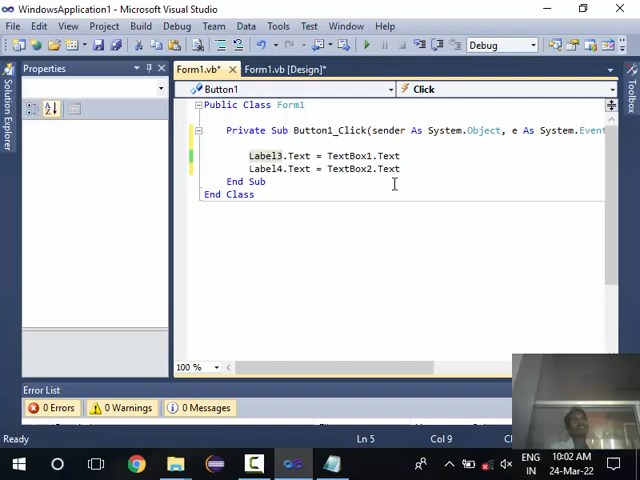 WindowsApplication1 - Microsoft Visual Studio
File Edit View Project Build Debug Team Data Tools Test Window Help
Debug
Properties
Form1.vb* Form1.vb [Design]*
Button1 Click
Public Class Form1
Private Sub Button1_Click(sender As System.Object, e As System.Event
Label3.Text = TextBox1.Text
Label4.Text = TextBox2.Text
End Sub
End Class
Solution Explorer
Toolbox
100 %
Error List
0 Errors 0 Warnings 0 Messages
Ready Ln 5 Col 9
ENG 10:02 AM
IN 24-Mar-22